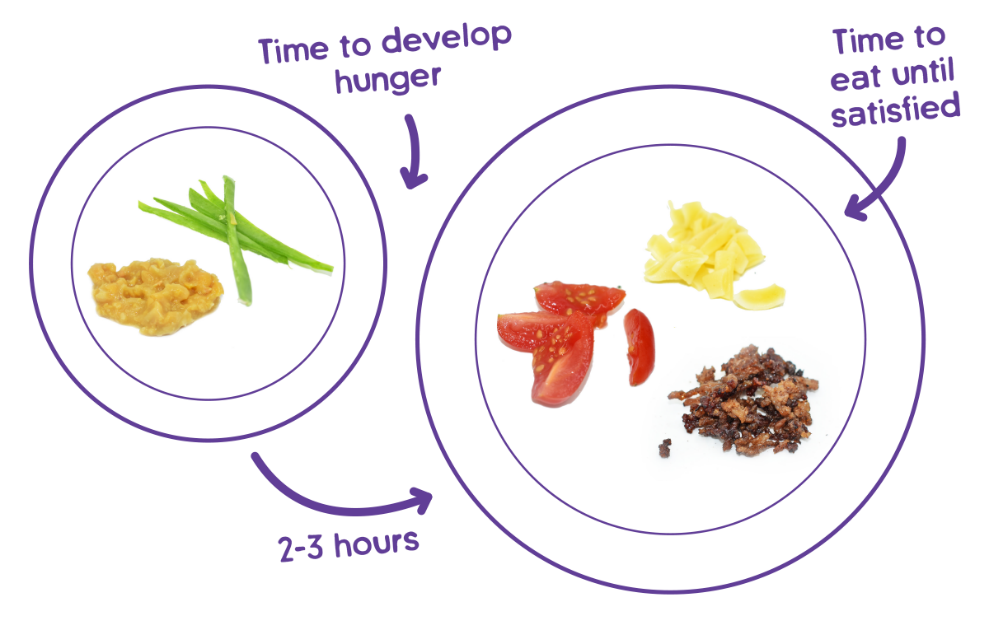 Time to develop
hunger
Time to
eat until
satisfied
2-3 hours